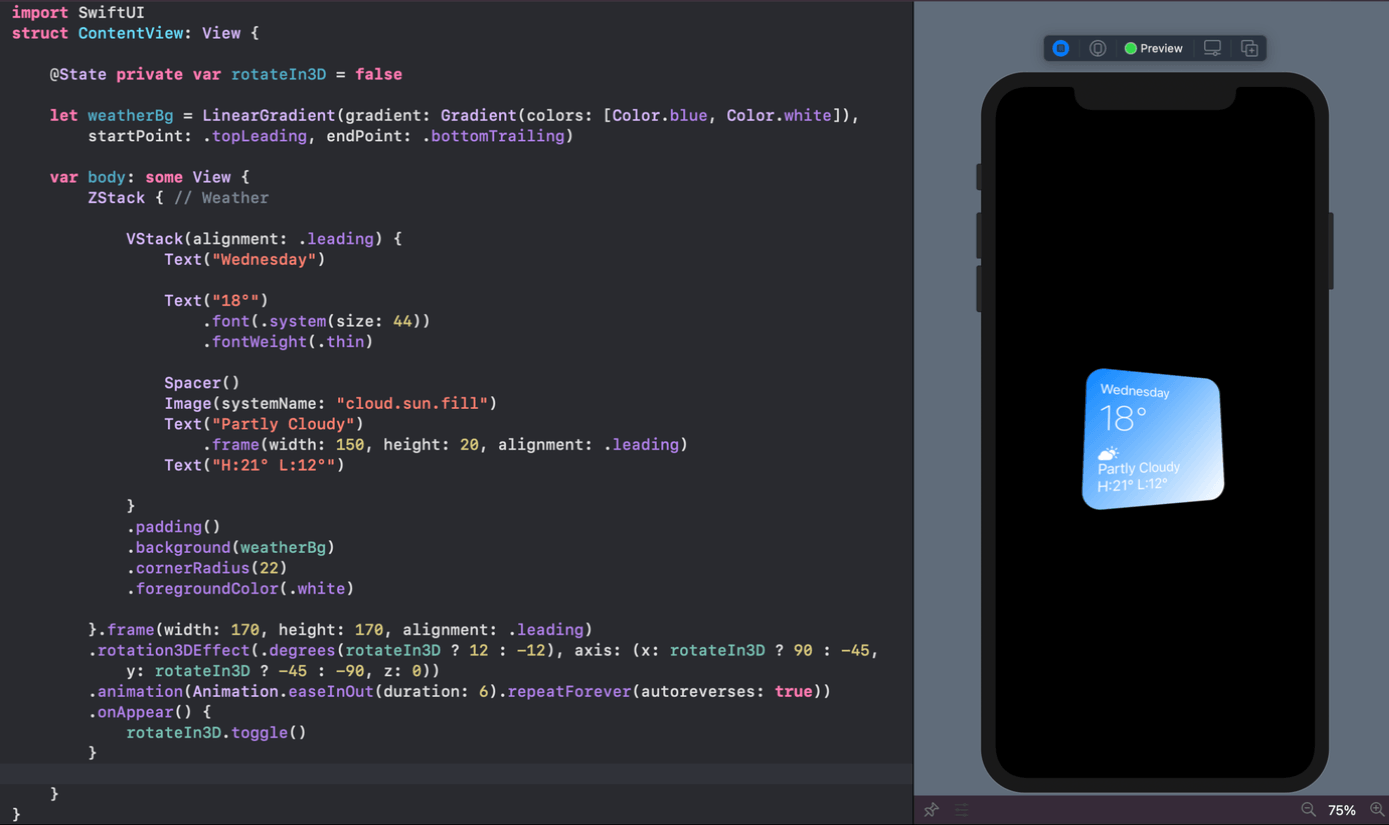 import SwiftUI
struct ContentView: View {
@State private var rotateIn3D = false
let weatherBg = LinearGradient(gradient: Gradient(colors: [Color.blue, Color.white]),
startPoint: .topLeading, endPoint: .bottomTrailing)
var body: some View {
ZStack { // Weather
VStack(alignment: .leading) {
Text("Wednesday")
Text("18°")
.font(.system(size: 44))
.fontWeight(.thin)
Spacer()
Image(systemName: "cloud.sun.fill")
Text("Partly Cloudy")
.frame(width: 150, height: 20, alignment: .leading)
Text("H:21° L:12°")
}
.padding()
.background(weatherBg)
.cornerRadius(22)
.foregroundColor(.white)
}.frame(width: 170, height: 170, alignment: .leading)
.rotation3DEffect(.degrees(rotateIn3D ? 12 : -12), axis: (x: rotateIn3D ? 90 : -45,
y: rotateIn3D ? -45 : -90, z: 0))
.animation(Animation.easeInOut(duration: 6).repeatForever(autoreverses: true))
.onAppear() {
rotateIn3D.toggle()
}
}
}
Preview
Wednesday
18°
Partly Cloudy
H:21° L:12°
75%